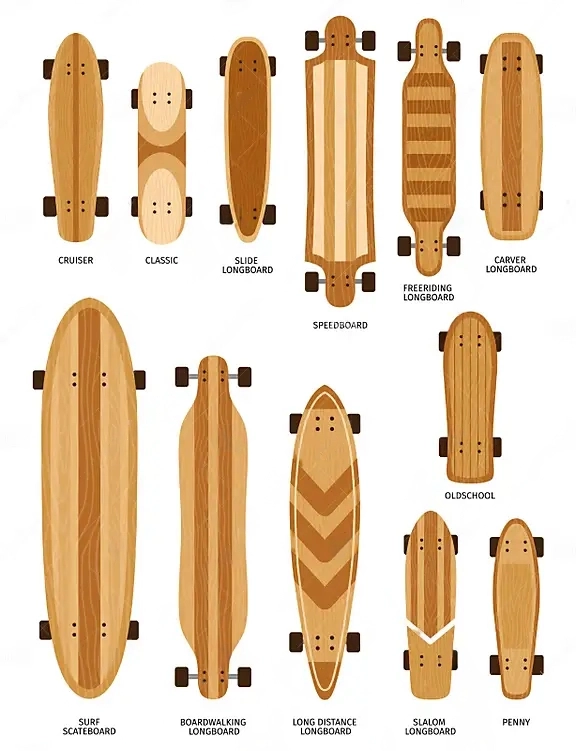 CRUISER
CLASSIC
SLIDE
LONGBOARD
SPEEDBOARD
FREERIDING
LONGBOARD
CARVER
LONGBOARD
OLDSCHOOL
SURF
SCATEBOARD
BOARDWALKING
LONGBOARD
LONG DISTANCE
LONGBOARD
SLALOM
LONGBOARD
PENNY